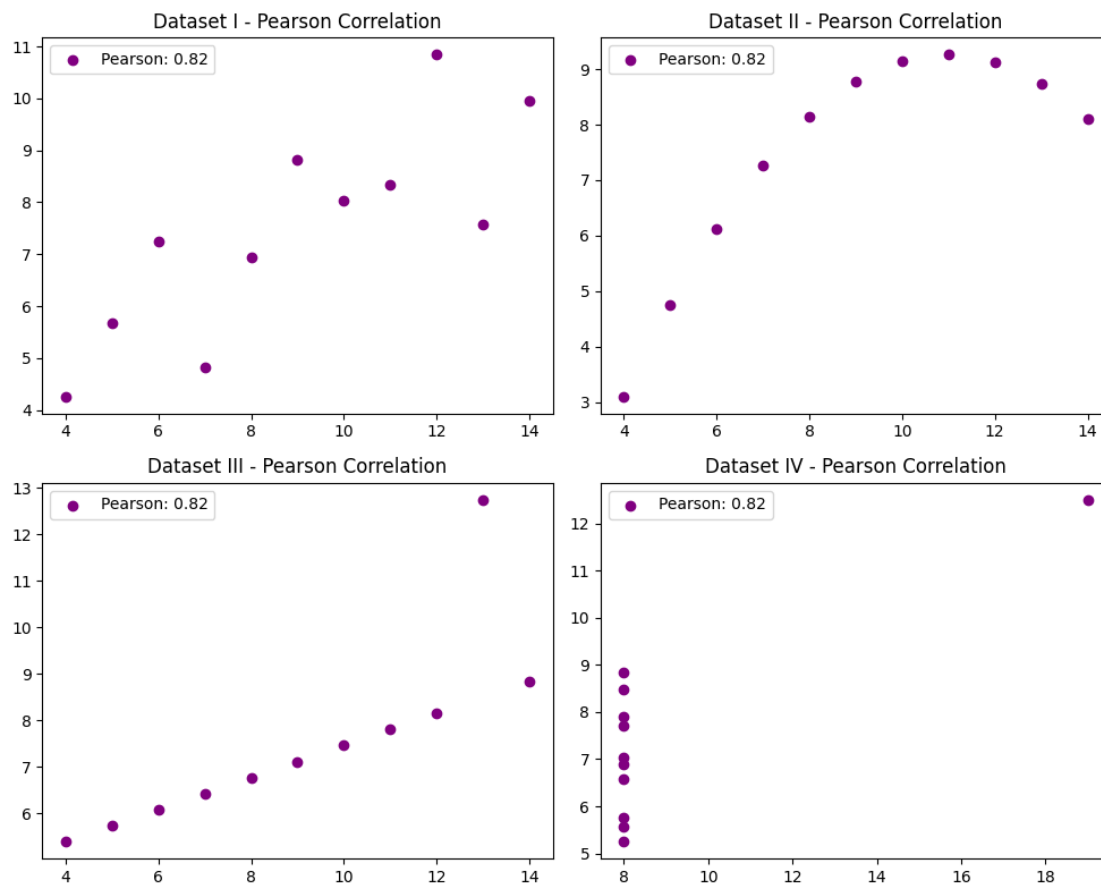 Dataset I - Pearson Correlation
Pearson: 0.82
11
10
9
8
7
6
5
4
4 6 8 10 12 14
Dataset II - Pearson Correlation
Pearson: 0.82
9
8
7
6
5
4
3
4 6 8 10 12 14
Dataset III - Pearson Correlation
Pearson: 0.82
13
12
11
10
9
8
7
6
4 6 8 10 12 14
Dataset IV - Pearson Correlation
Pearson: 0.82
12
11
10
9
8
7
6
5
8 10 12 14 16 18